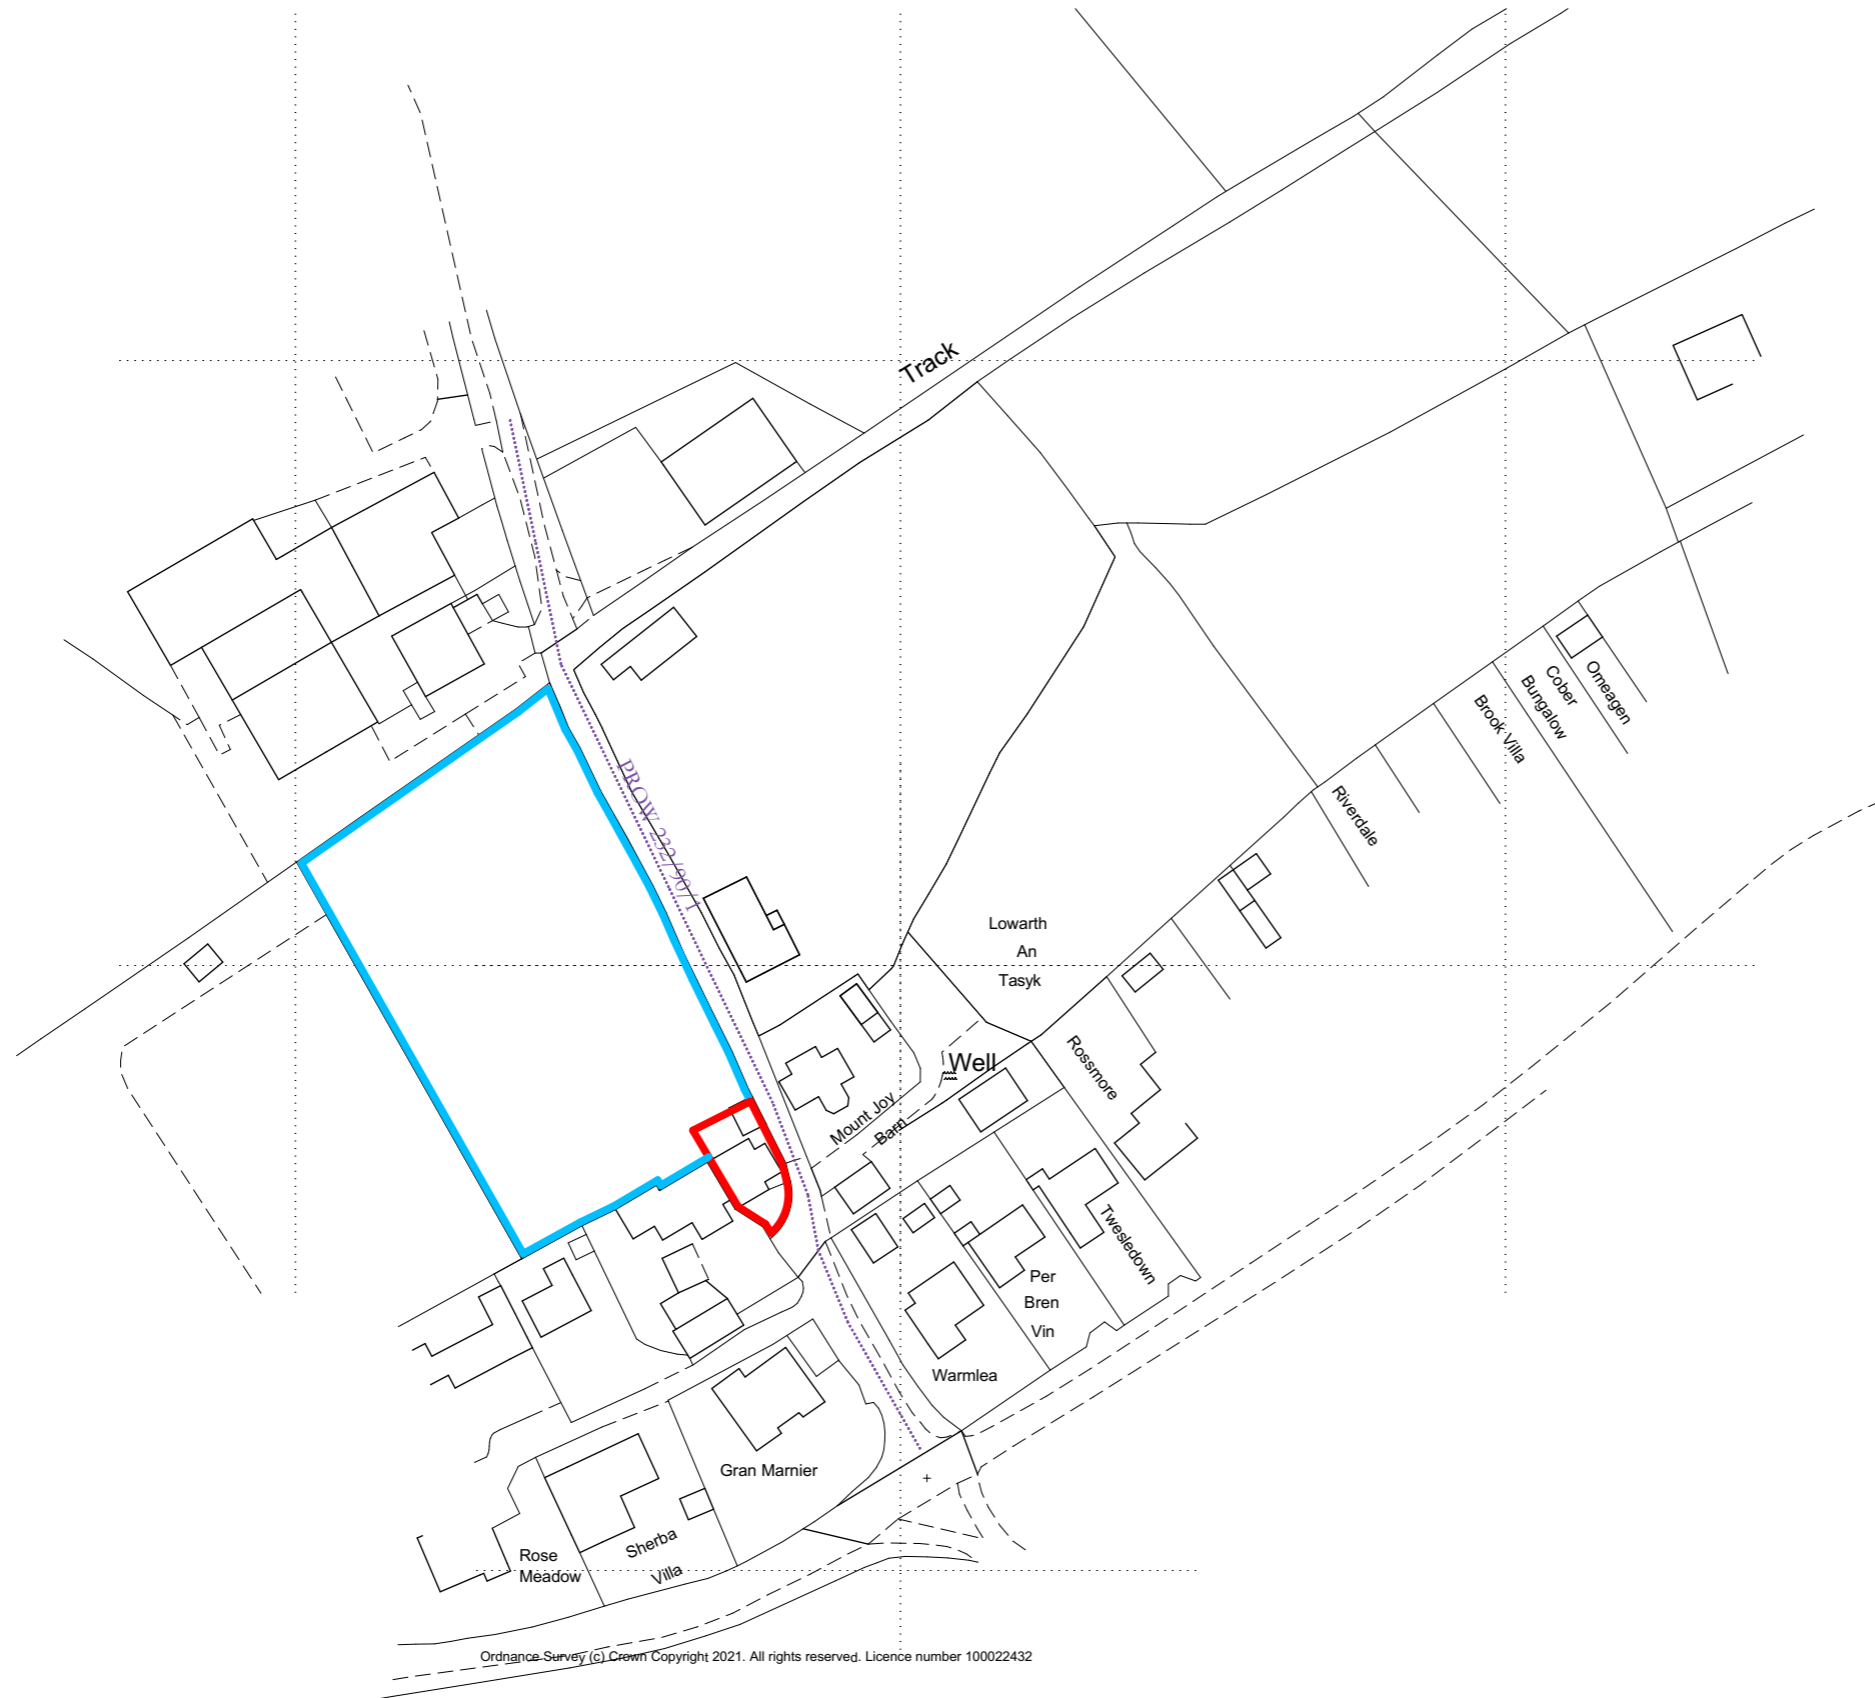 Track
Omeagen
Cober
Bungalow
Brook Villa
PROW 232/90/1
Riverdale
Lowarth
An
Tasyk
Well
Rossmore
Mount Joy
Barn
Twesledown
Per
Bren
Vin
Warmlea
Gran Marnier
Sherba
Villa
Rose
Meadow
Ordnance Survey (c) Crown Copyright 2021. All rights reserved. Licence number 100022432